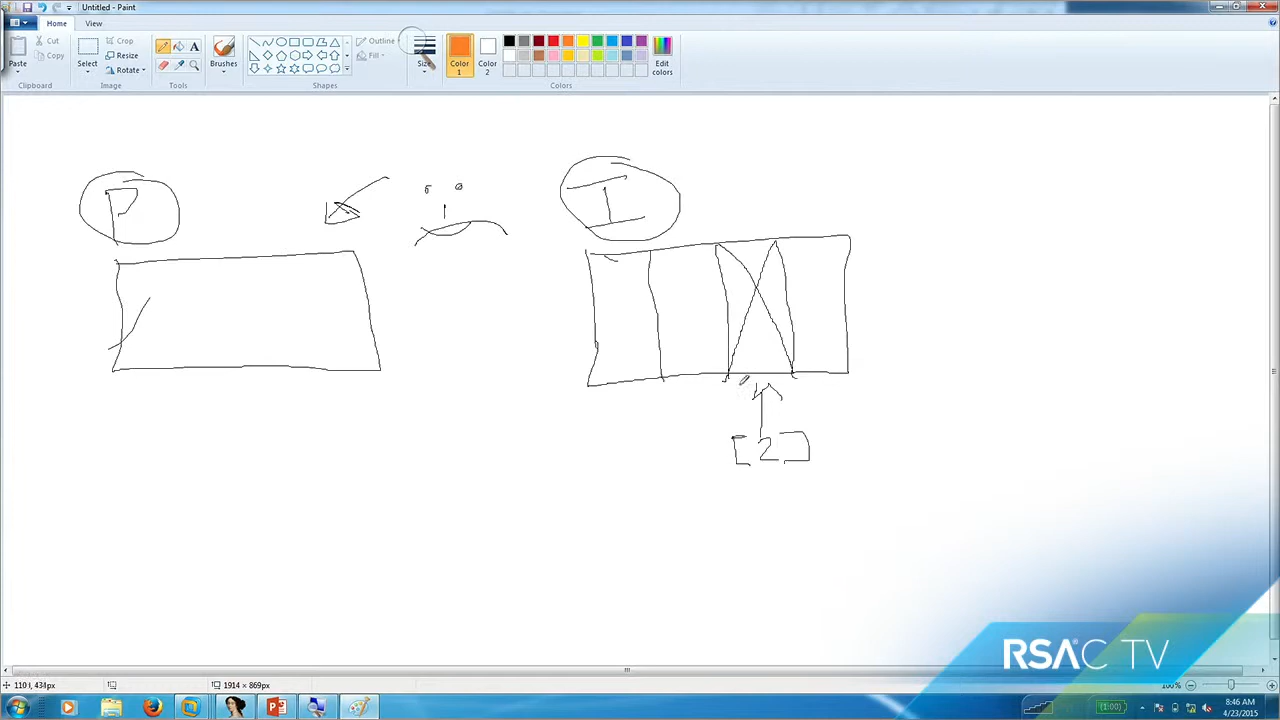 Untitled - Paint
Home
View
Paste
Cut
Copy
Clipboard
Select
Crop
Resize
Rotate
Image
A
Tools
Brushes
Outline
Fill
Shapes
Size
Color
1
Color
2
Edit
colors
Colors
P
I
[2]
RSAC TV
1914 × 869px
100%
(1:00)
8:46 AM
4/23/2015